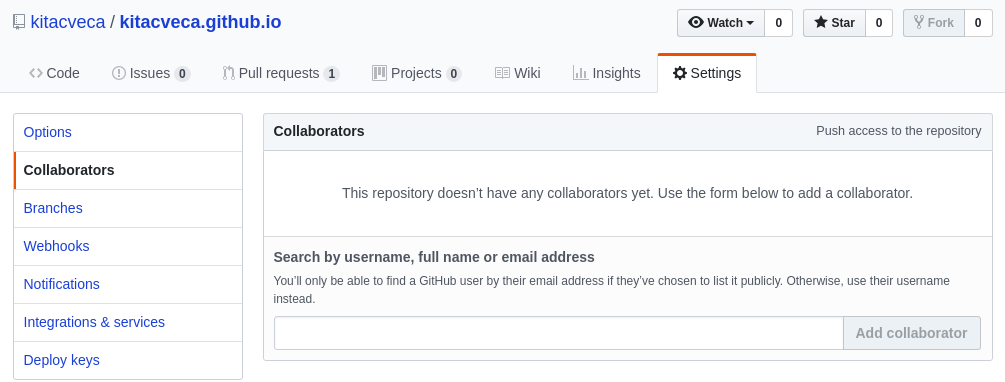 kitacveca / kitacveca.github.io
Watch 0 Star 0 Fork 0
Code Issues 0 Pull requests 1 Projects 0 Wiki Insights Settings
Options
Collaborators
Branches
Webhooks
Notifications
Integrations & services
Deploy keys
Collaborators Push access to the repository
This repository doesn’t have any collaborators yet. Use the form below to add a collaborator.
Search by username, full name or email address
You’ll only be able to find a GitHub user by their email address if they’ve chosen to list it publicly. Otherwise, use their username
instead.
Add collaborator